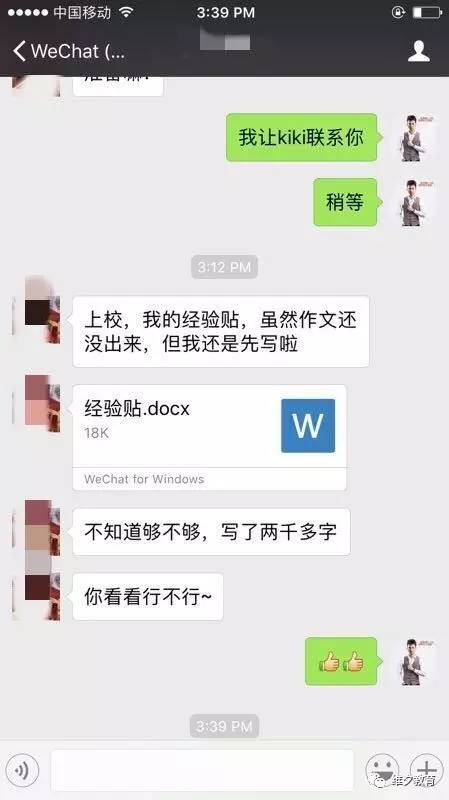 中国移动
3:39 PM
WeChat (...
我让kiki联系你
稍等
3:12 PM
上校，我的经验贴，虽然作文还
没出来，但我还是先写啦
经验贴.docx
18K
W
WeChat for Windows
不知道够不够，写了两千多字
你看看行不行~
👍👍
3:39 PM
维夕教育